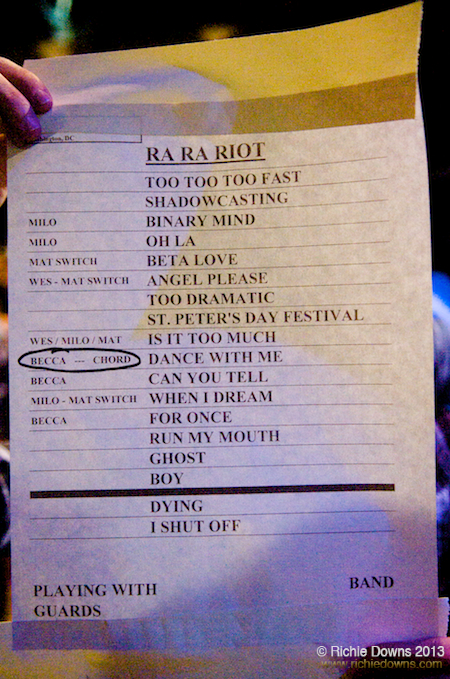 RA RA RIOT
TOO TOO TOO FAST
SHADOWCASTING
MILO BINARY MIND
MILO OH LA
MAT SWITCH BETA LOVE
WES - MAT SWITCH ANGEL PLEASE
TOO DRAMATIC
ST. PETER'S DAY FESTIVAL
WES / MILO / MAT IS IT TOO MUCH
BECCA --- CHORD DANCE WITH ME
BECCA CAN YOU TELL
MILO - MAT SWITCH WHEN I DREAM
BECCA FOR ONCE
RUN MY MOUTH
GHOST
BOY
DYING
I SHUT OFF
PLAYING WITH BAND
GUARDS
© Richie Downs 2013
www.richiedowns.com